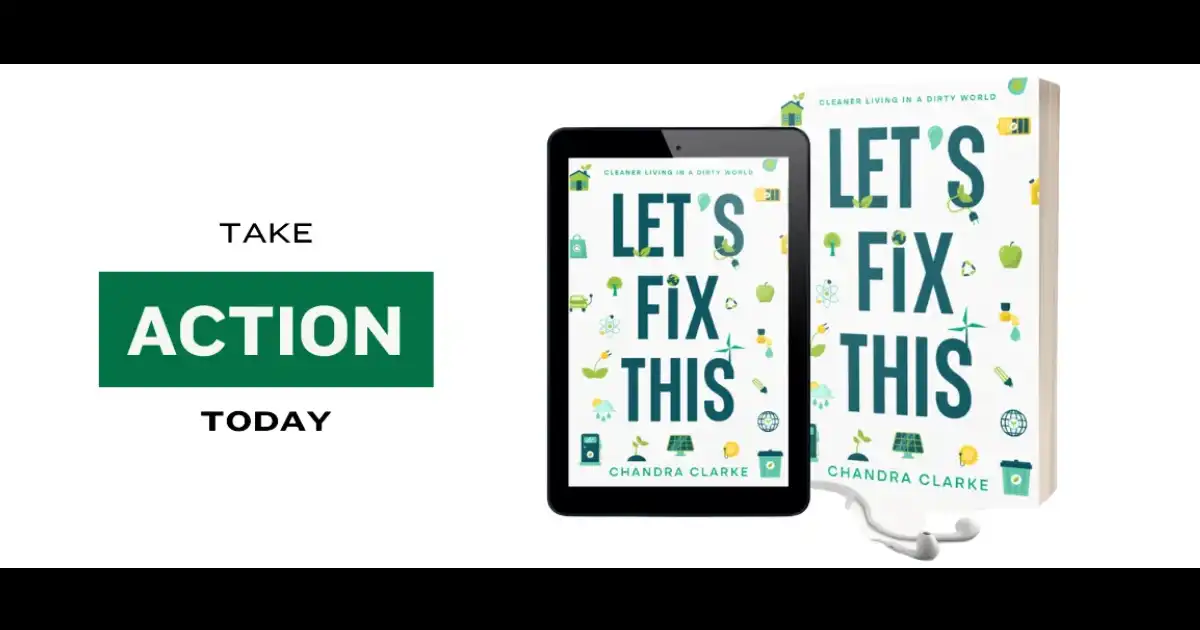 TAKE
ACTION
TODAY
CLEANER LIVING IN A DIRTY WORLD
LET'S
FiX
THIS
CHANDRA CLARKE
CLEANER LIVING IN A DIRTY WORLD
LET'S
FiX
THIS
CHANDRA CLARKE